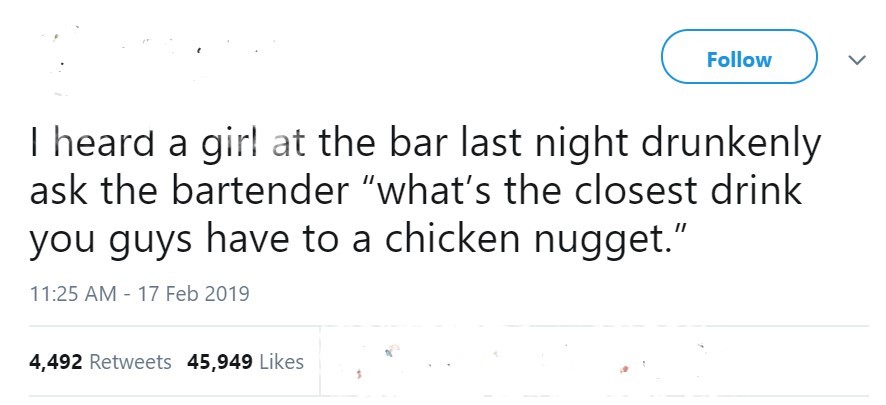 Follow
I heard a girl at the bar last night drunkenly
ask the bartender “what’s the closest drink
you guys have to a chicken nugget.”
11:25 AM - 17 Feb 2019
4,492 Retweets 45,949 Likes